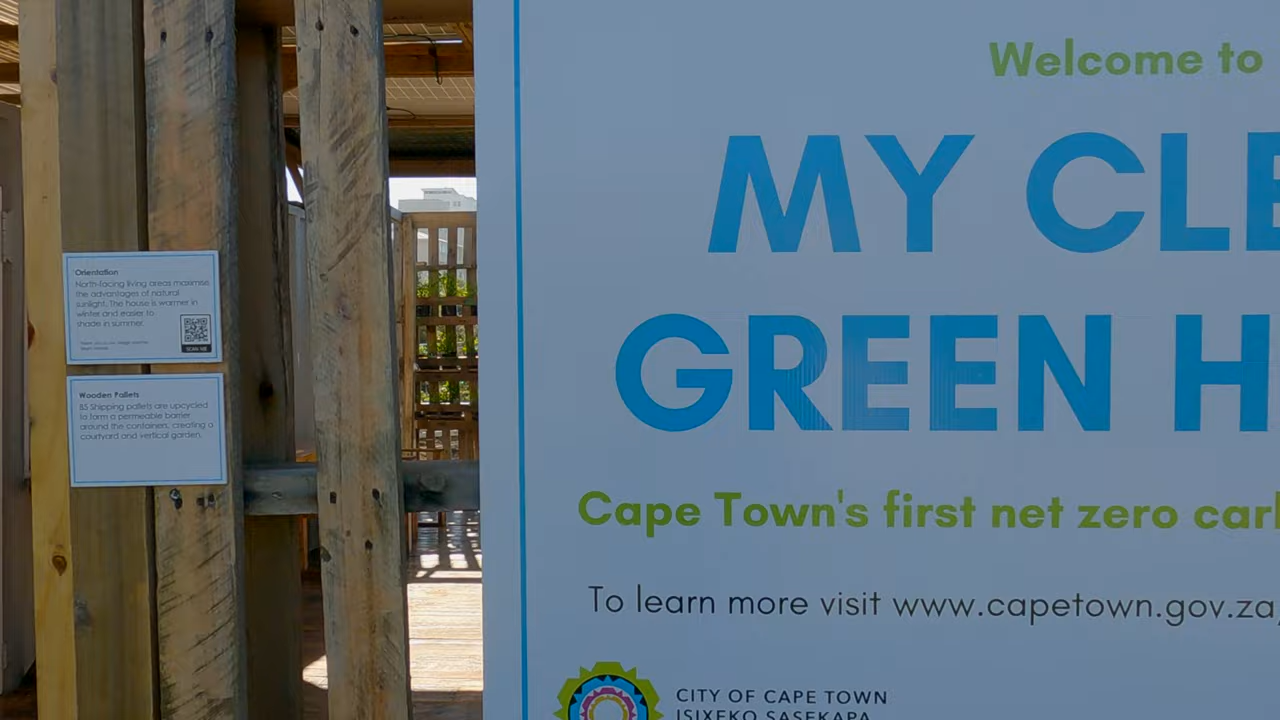 Orientation
North-facing living areas maximise
the advantages of natural
sunlight. The house is warmer in
winter and easier to
shade in summer.
SCAN ME
Wooden Pallets
85 Shipping pallets are upcycled
to form a permeable barrier
around the containers, creating a
courtyard and vertical garden.
Welcome to
MY CLE
GREEN H
Cape Town's first net zero carb
To learn more visit www.capetown.gov.za/
CITY OF CAPE TOWN
ISIXEKO SASEKAPA